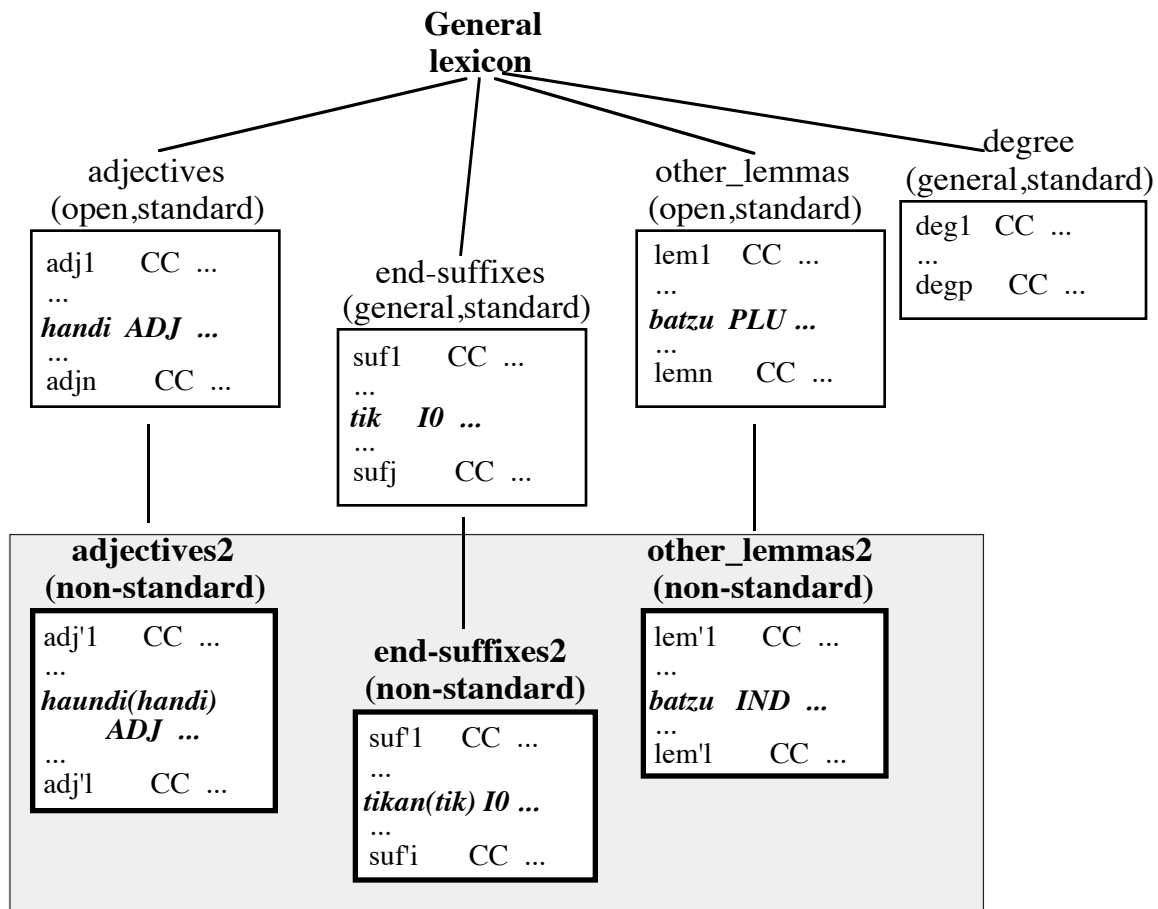 General
lexicon
adjectives
(open,standard)
adj1 CC ...
...
handi ADJ ...
...
adjn CC ...
end-suffixes
(general,standard)
suf1 CC ...
...
tik I0 ...
...
sufj CC ...
other_lemmas
(open,standard)
lem1 CC ...
...
batzu PLU ...
...
lemn CC ...
degree
(general,standard)
deg1 CC ...
...
degp CC ...
adjectives2
(non-standard)
adj'1 CC ...
...
haundi(handi)
ADJ ...
...
adj'l CC ...
end-suffixes2
(non-standard)
suf'1 CC ...
...
tikan(tik) I0 ...
...
suf'i CC ...
other_lemmas2
(non-standard)
lem'1 CC ...
...
batzu IND ...
...
lem'l CC ...